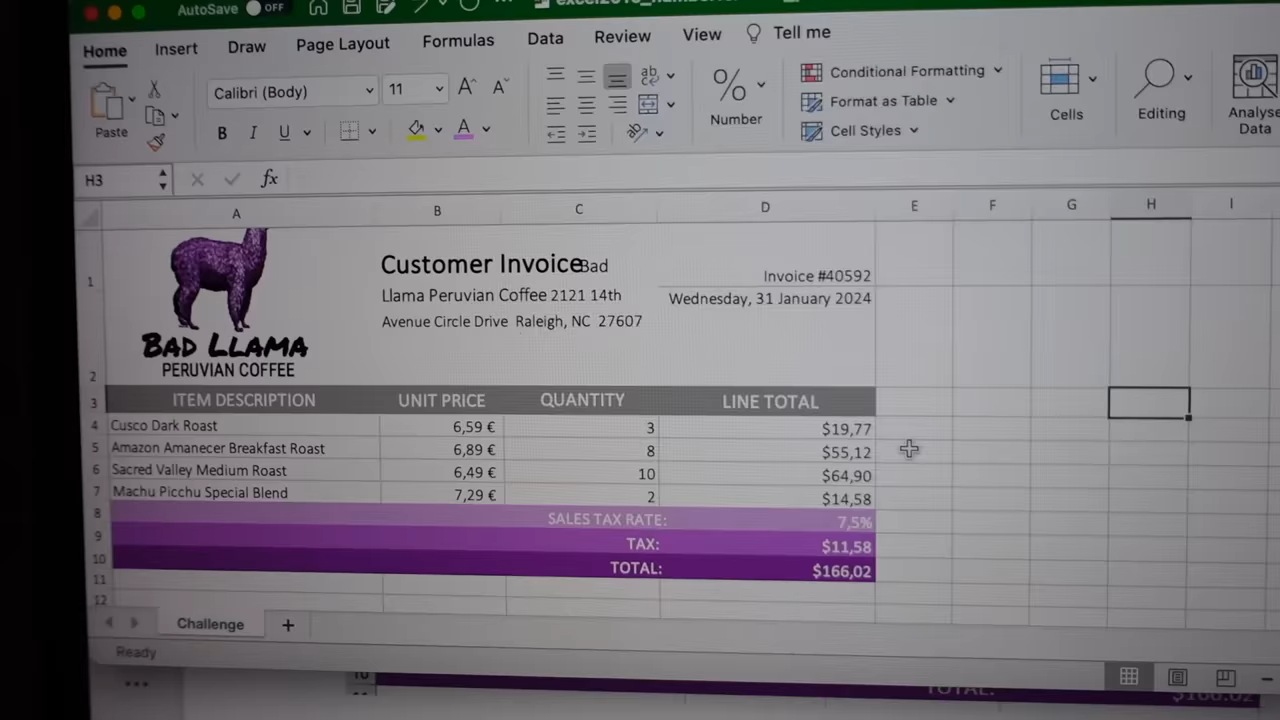 AutoSave OFF
Home Insert Draw Page Layout Formulas Data Review View Tell me
Paste
Calibri (Body) 11
B I U
ab
Number
Conditional Formatting
Format as Table
Cell Styles
Cells
Editing
Analyse
Data
H3 fx
A B C D E F G H I
1
Customer Invoice Bad
Llama Peruvian Coffee 2121 14th
Avenue Circle Drive Raleigh, NC 27607
Invoice #40592
Wednesday, 31 January 2024
BAD LLAMA
PERUVIAN COFFEE
2
3 ITEM DESCRIPTION UNIT PRICE QUANTITY LINE TOTAL
4 Cusco Dark Roast 6,59 € 3 $19,77
5 Amazon Amanecer Breakfast Roast 6,89 € 8 $55,12
6 Sacred Valley Medium Roast 6,49 € 10 $64,90
7 Machu Picchu Special Blend 7,29 € 2 $14,58
8 SALES TAX RATE: 7,5%
9 TAX: $11,58
10 TOTAL: $166,02
11
12
Challenge +
Ready
TOTAL: $166.02